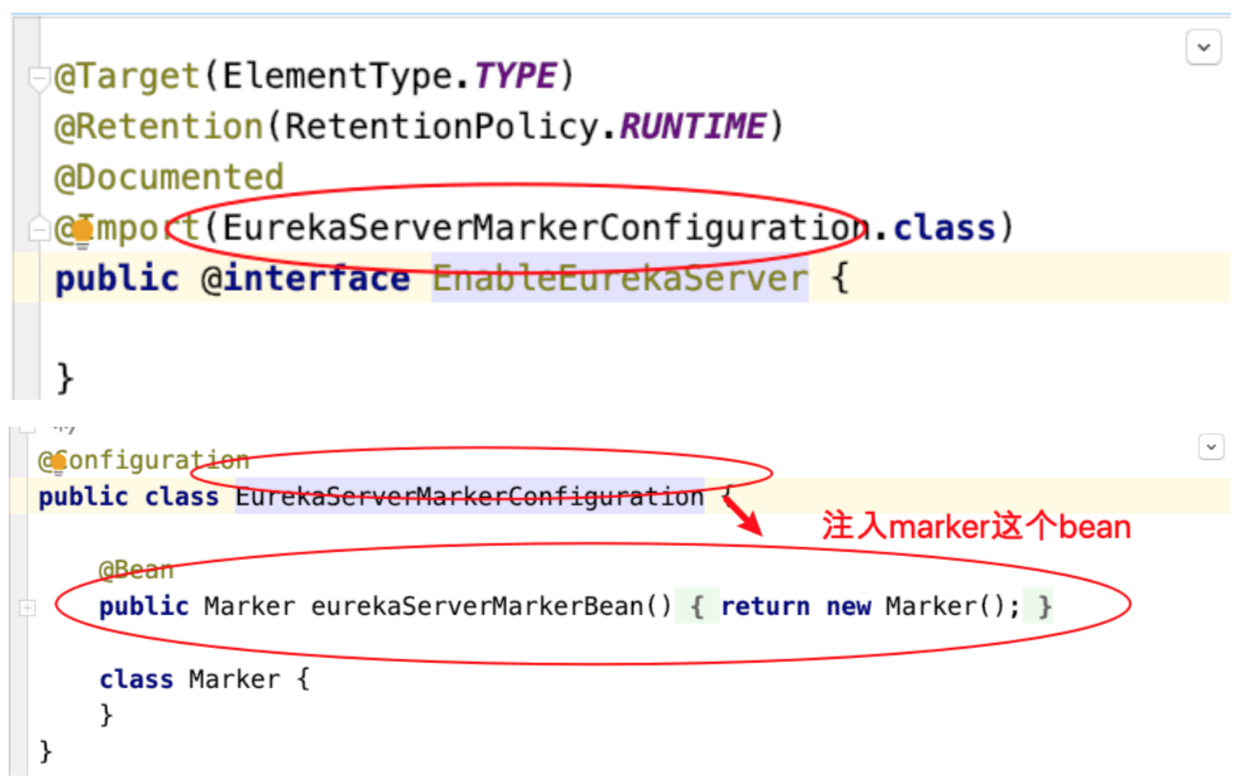 @Target(ElementType.TYPE)
@Retention(RetentionPolicy.RUNTIME)
@Documented
@Import(EurekaServerMarkerConfiguration.class)
public @interface EnableEurekaServer {
}
*/
@Configuration
public class EurekaServerMarkerConfiguration {
注入marker这个bean
@Bean
public Marker eurekaServerMarkerBean() { return new Marker(); }
class Marker {
}
}